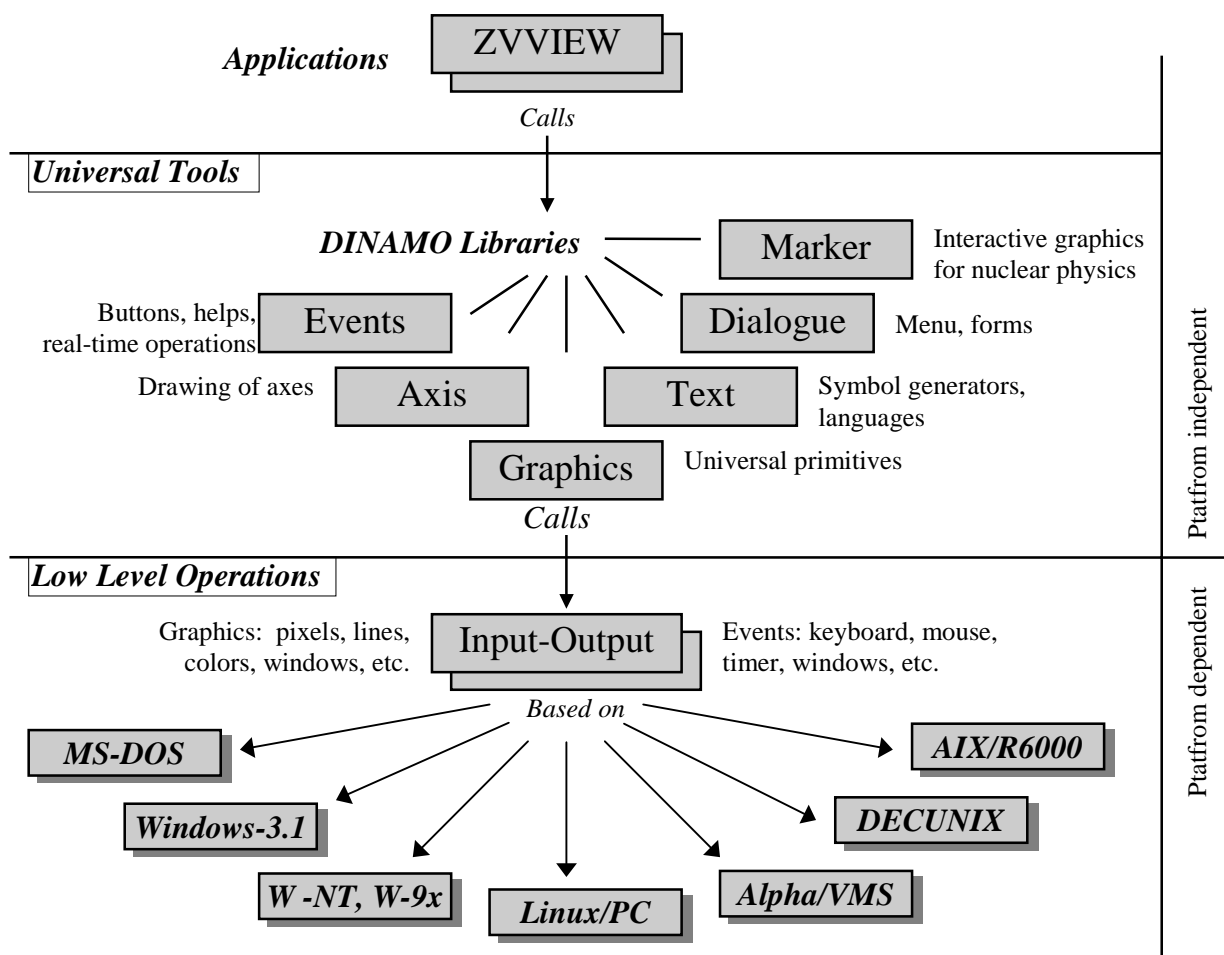 ZVVIEW
Applications
Calls
Universal Tools
DINAMO Libraries
Marker
Interactive graphics
for nuclear physics
Buttons, helps,
real-time operations
Events
Dialogue
Menu, forms
Drawing of axes
Axis
Text
Symbol generators,
languages
Graphics
Universal primitives
Calls
Ptatfrom independent
Low Level Operations
Graphics: pixels, lines,
colors, windows, etc.
Input-Output
Events: keyboard, mouse,
timer, windows, etc.
Based on
MS-DOS
AIX/R6000
Windows-3.1
DECUNIX
W -NT, W-9x
Linux/PC
Alpha/VMS
Ptatfrom dependent